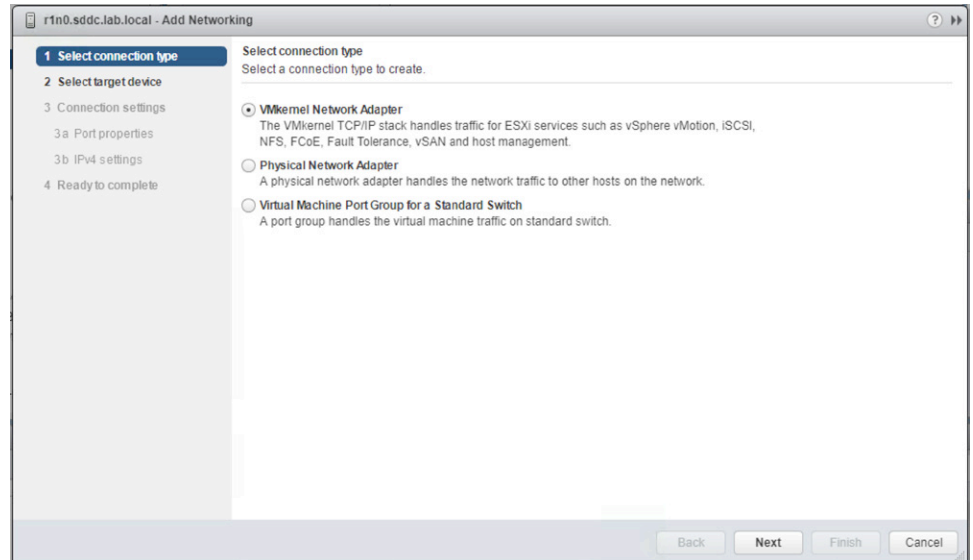 r1n0.sddc.lab.local - Add Networking
?
1 Select connection type
2 Select target device
3 Connection settings
3a Port properties
3b IPv4 settings
4 Ready to complete
Select connection type
Select a connection type to create.
VMkernel Network Adapter
The VMkernel TCP/IP stack handles traffic for ESXi services such as vSphere vMotion, iSCSI,
NFS, FCoE, Fault Tolerance, vSAN and host management.
Physical Network Adapter
A physical network adapter handles the network traffic to other hosts on the network.
Virtual Machine Port Group for a Standard Switch
A port group handles the virtual machine traffic on standard switch.
Back Next Finish Cancel